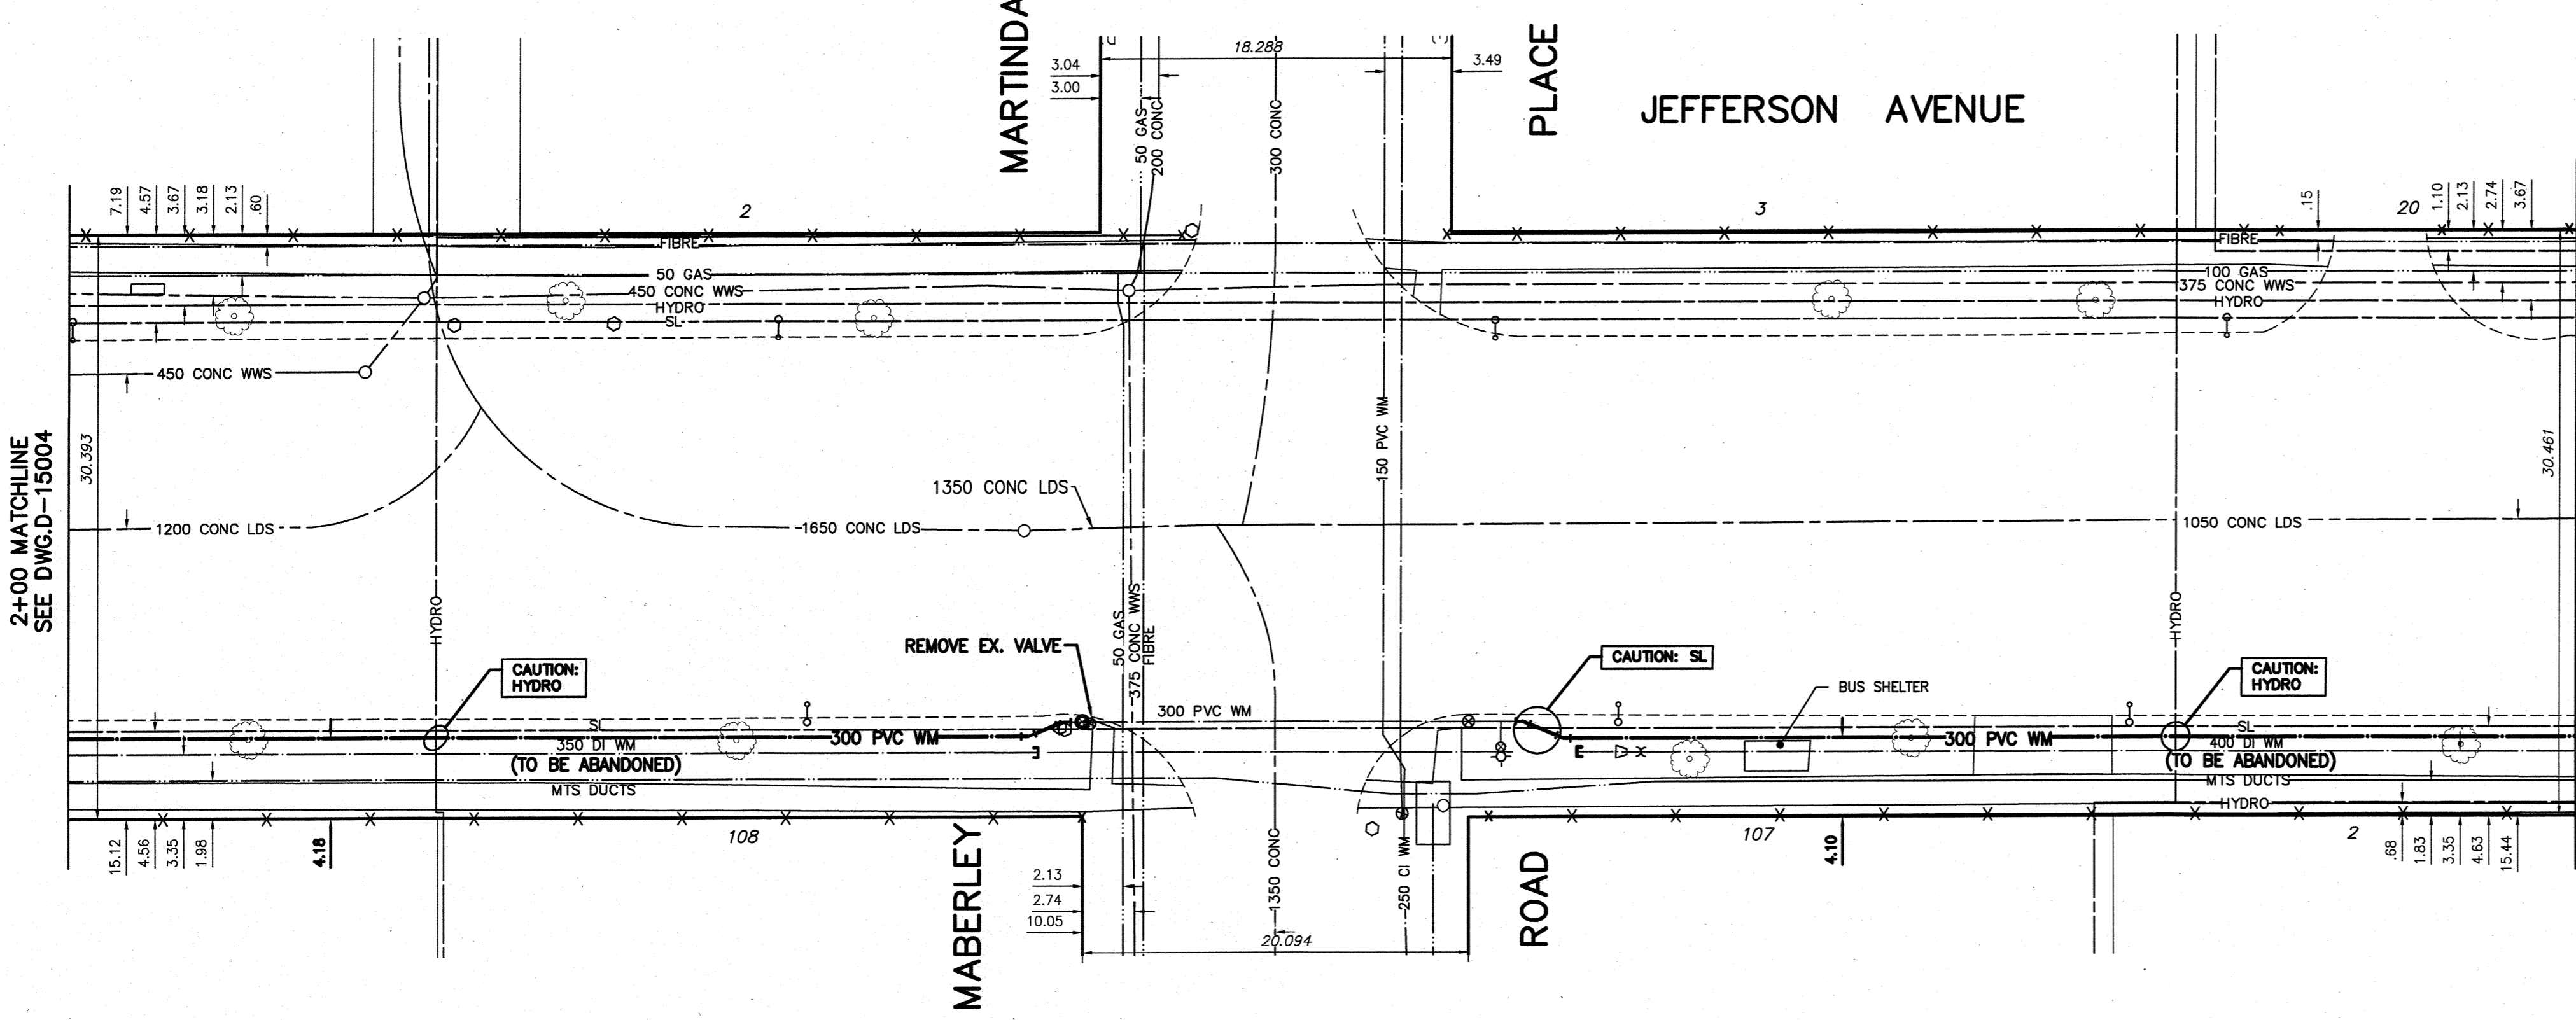 MARTINDA
PLACE
JEFFERSON AVENUE
18.288
3.04
3.00
3.49
50 GAS
200 CONC
300 CONC
7.19
4.57
3.67
3.18
2.13
.60
2
3
.15
20
1.10
2.13
2.74
3.67
FIBRE
50 GAS
450 CONC WWS
HYDRO
SL
FIBRE
100 GAS
375 CONC WWS
HYDRO
450 CONC WWS
2+00 MATCHLINE
SEE DWG.D-15004
30.393
150 PVC WM
30.461
1350 CONC LDS
1200 CONC LDS
1650 CONC LDS
1050 CONC LDS
HYDRO
HYDRO
50 GAS
375 CONC WWS
FIBRE
REMOVE EX. VALVE
CAUTION:
HYDRO
CAUTION: SL
CAUTION:
HYDRO
BUS SHELTER
300 PVC WM
SL
300 PVC WM
350 DI WM
(TO BE ABANDONED)
MTS DUCTS
E
E
300 PVC WM
SL
400 DI WM
(TO BE ABANDONED)
MTS DUCTS
HYDRO
108
107
2
15.12
4.56
3.35
1.98
4.18
4.10
.68
1.83
3.35
4.63
15.44
MABERLEY
ROAD
2.13
2.74
10.05
1350 CONC
250 CI WM
20.094